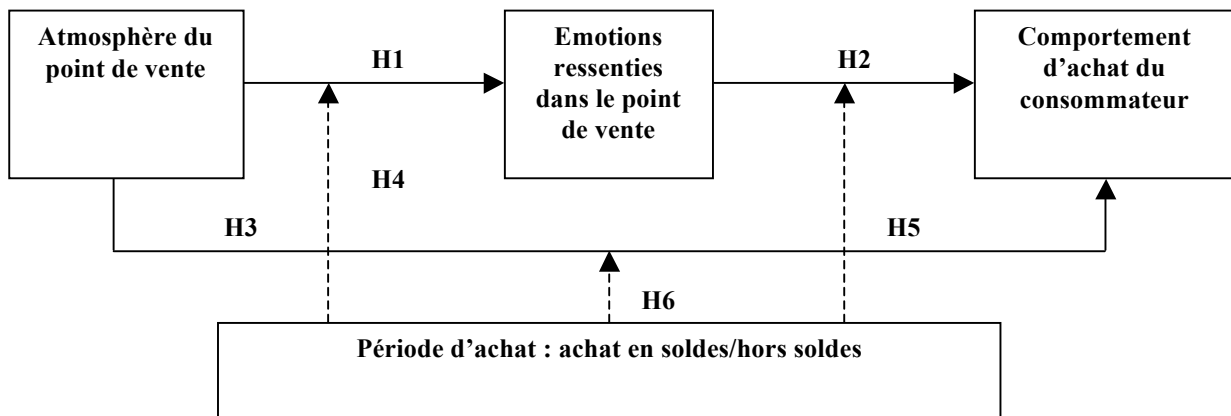 Atmosphère du
point de vente
H1
Emotions
ressenties
dans le point
de vente
H2
Comportement
d’achat du
consommateur
H4
H3
H5
H6
Période d’achat : achat en soldes/hors soldes